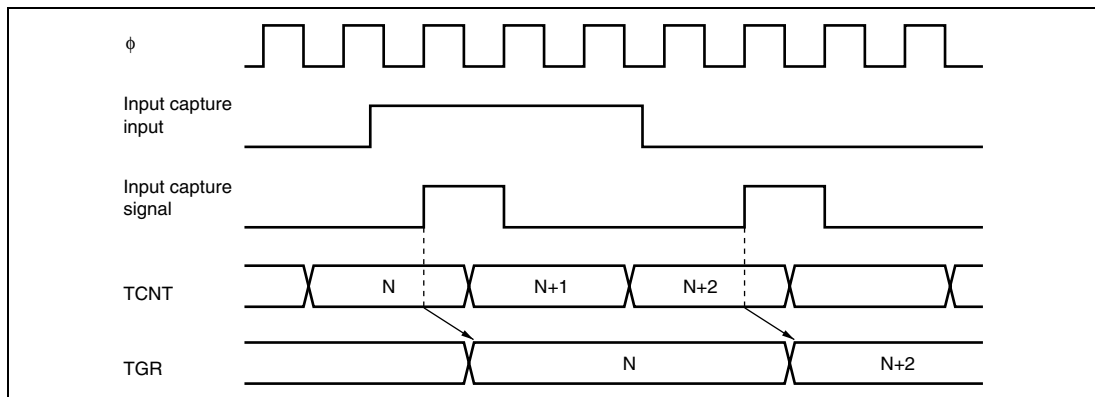 ϕ
Input capture
input
Input capture
signal
TCNT
N
N+1
N+2
TGR
N
N+2